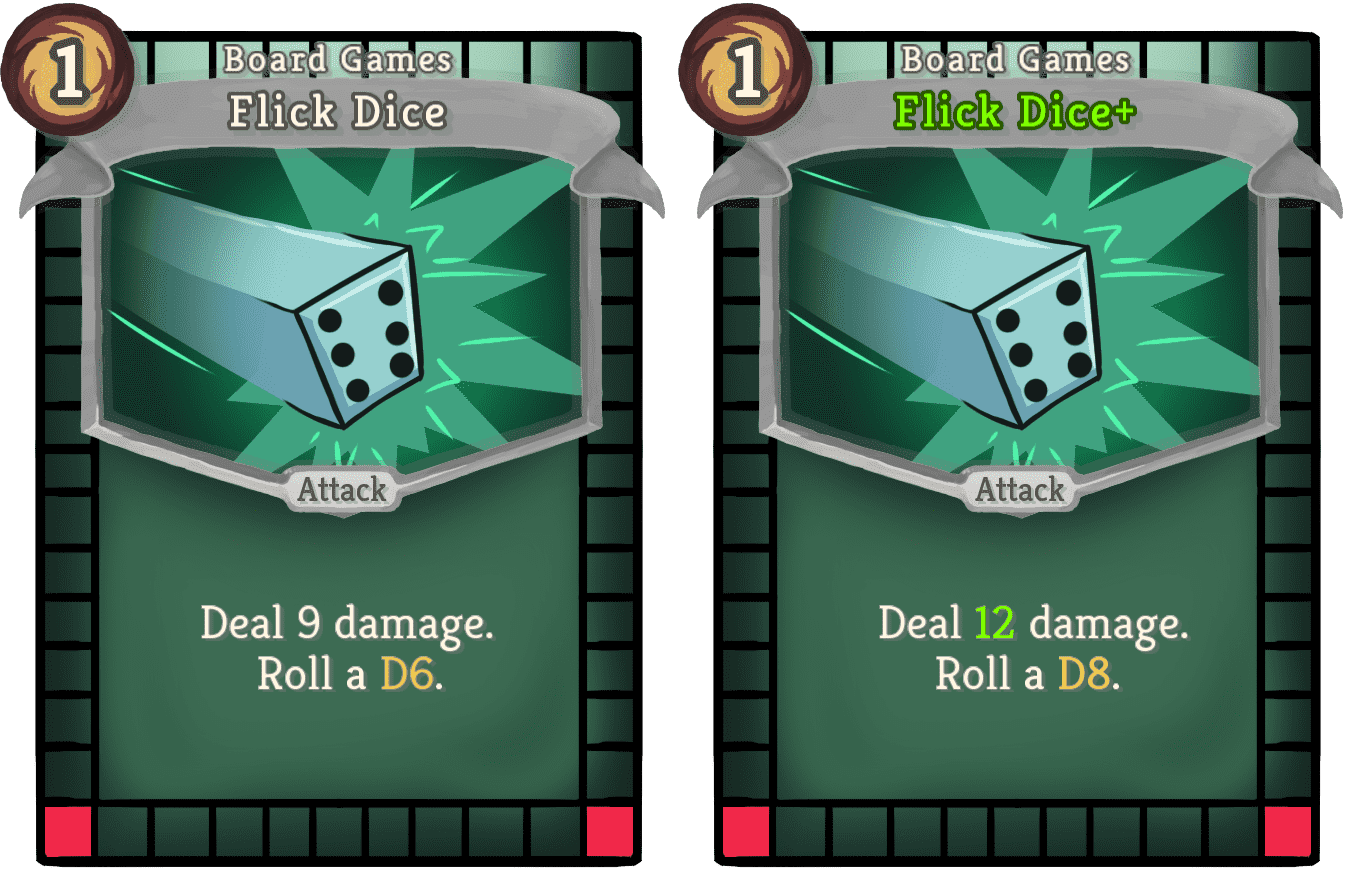 1
Board Games
Flick Dice
Attack
Deal 9 damage.
Roll a D6.
1
Board Games
Flick Dice+
Attack
Deal 12 damage.
Roll a D8.